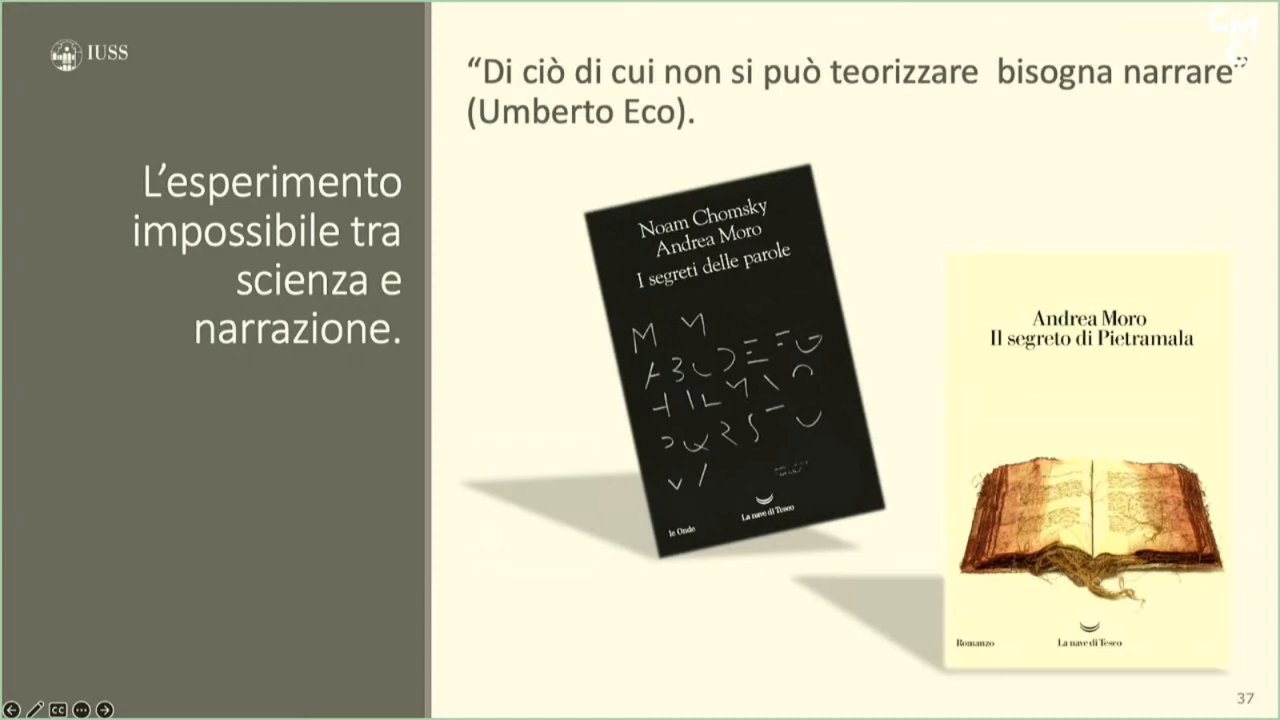 IUSS
L’esperimento
impossibile tra
scienza e
narrazione.
“Di ciò di cui non si può teorizzare bisogna narrare”
(Umberto Eco).
Noam Chomsky
Andrea Moro
I segreti delle parole
le Onde
La nave di Teseo
Andrea Moro
Il segreto di Pietramala
Romanzo
La nave di Teseo
37
CC